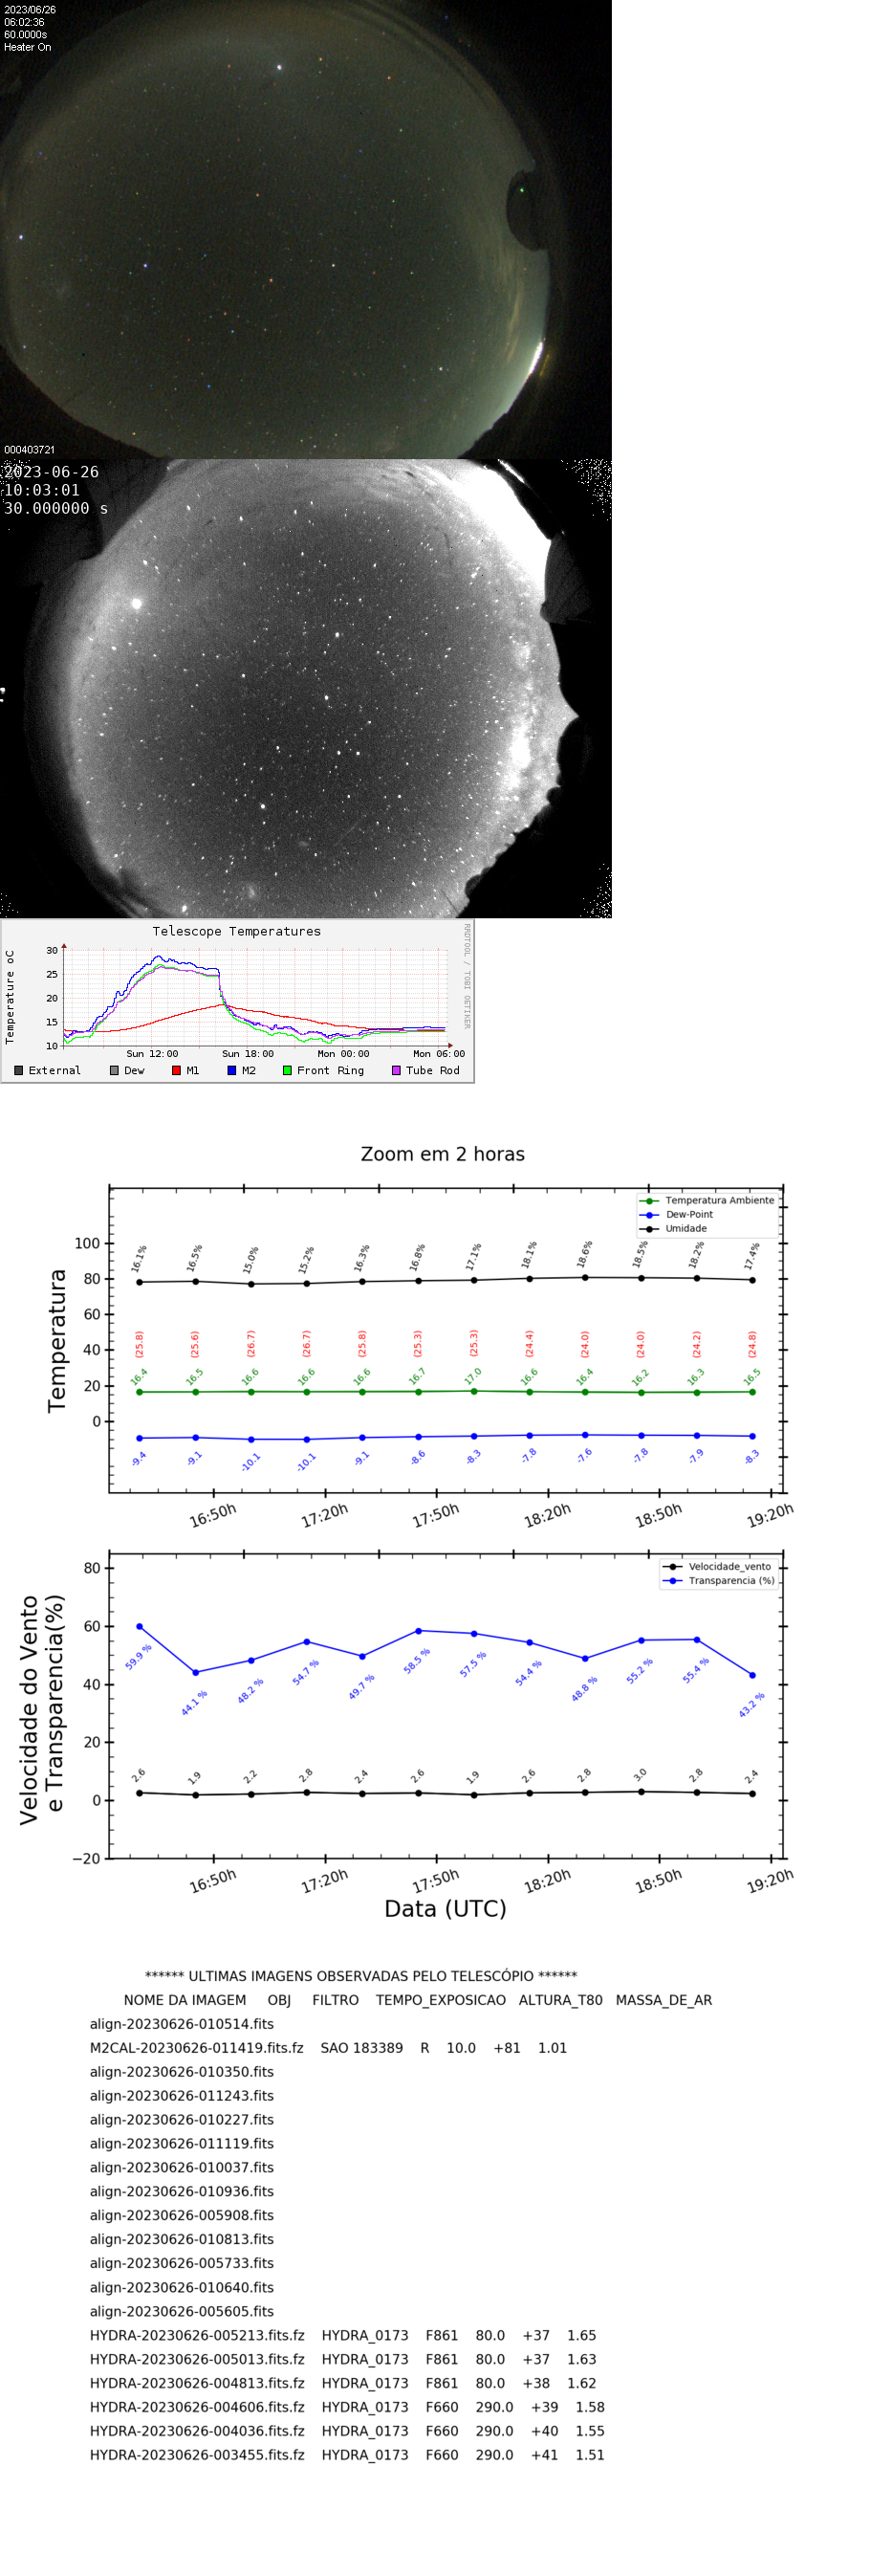 2023/06/26
06:02:36
60.0000s
Heater On
000403721
2023-06-26
10:03:01
30.000000 s
Telescope Temperatures
RRDTOOL / TOBI OETIKER
Temperature oC
30
25
20
15
10
Sun 12:00 Sun 18:00 Mon 00:00 Mon 06:00
External Dew M1 M2 Front Ring Tube Rod
Zoom em 2 horas
Temperatura
100
80
60
40
20
0
Temperatura Ambiente
Dew-Point
Umidade
16.1% 16.5% 15.0% 15.2% 16.3% 16.8% 17.1% 18.1% 18.6% 18.5% 18.2% 17.4%
(25.8) (25.6) (26.7) (26.7) (25.8) (25.3) (25.3) (24.4) (24.0) (24.0) (24.2) (24.8)
16.4 16.5 16.6 16.6 16.6 16.7 17.0 16.6 16.4 16.2 16.3 16.5
-9.4 -9.1 -10.1 -10.1 -9.1 -8.6 -8.3 -7.8 -7.6 -7.8 -7.9 -8.3
16:50h 17:20h 17:50h 18:20h 18:50h 19:20h
Velocidade do Vento
e Transparencia(%)
80
60
40
20
0
−20
Velocidade_vento
Transparencia (%)
59.9 % 44.1 % 48.2 % 54.7 % 49.7 % 58.5 % 57.5 % 54.4 % 48.8 % 55.2 % 55.4 % 43.2 %
2.6 1.9 2.2 2.8 2.4 2.6 1.9 2.6 2.8 3.0 2.8 2.4
16:50h 17:20h 17:50h 18:20h 18:50h 19:20h
Data (UTC)
****** ULTIMAS IMAGENS OBSERVADAS PELO TELESCÓPIO ******
NOME DA IMAGEM OBJ FILTRO TEMPO_EXPOSICAO ALTURA_T80 MASSA_DE_AR
align-20230626-010514.fits
M2CAL-20230626-011419.fits.fz SAO 183389 R 10.0 +81 1.01
align-20230626-010350.fits
align-20230626-011243.fits
align-20230626-010227.fits
align-20230626-011119.fits
align-20230626-010037.fits
align-20230626-010936.fits
align-20230626-005908.fits
align-20230626-010813.fits
align-20230626-005733.fits
align-20230626-010640.fits
align-20230626-005605.fits
HYDRA-20230626-005213.fits.fz HYDRA_0173 F861 80.0 +37 1.65
HYDRA-20230626-005013.fits.fz HYDRA_0173 F861 80.0 +37 1.63
HYDRA-20230626-004813.fits.fz HYDRA_0173 F861 80.0 +38 1.62
HYDRA-20230626-004606.fits.fz HYDRA_0173 F660 290.0 +39 1.58
HYDRA-20230626-004036.fits.fz HYDRA_0173 F660 290.0 +40 1.55
HYDRA-20230626-003455.fits.fz HYDRA_0173 F660 290.0 +41 1.51